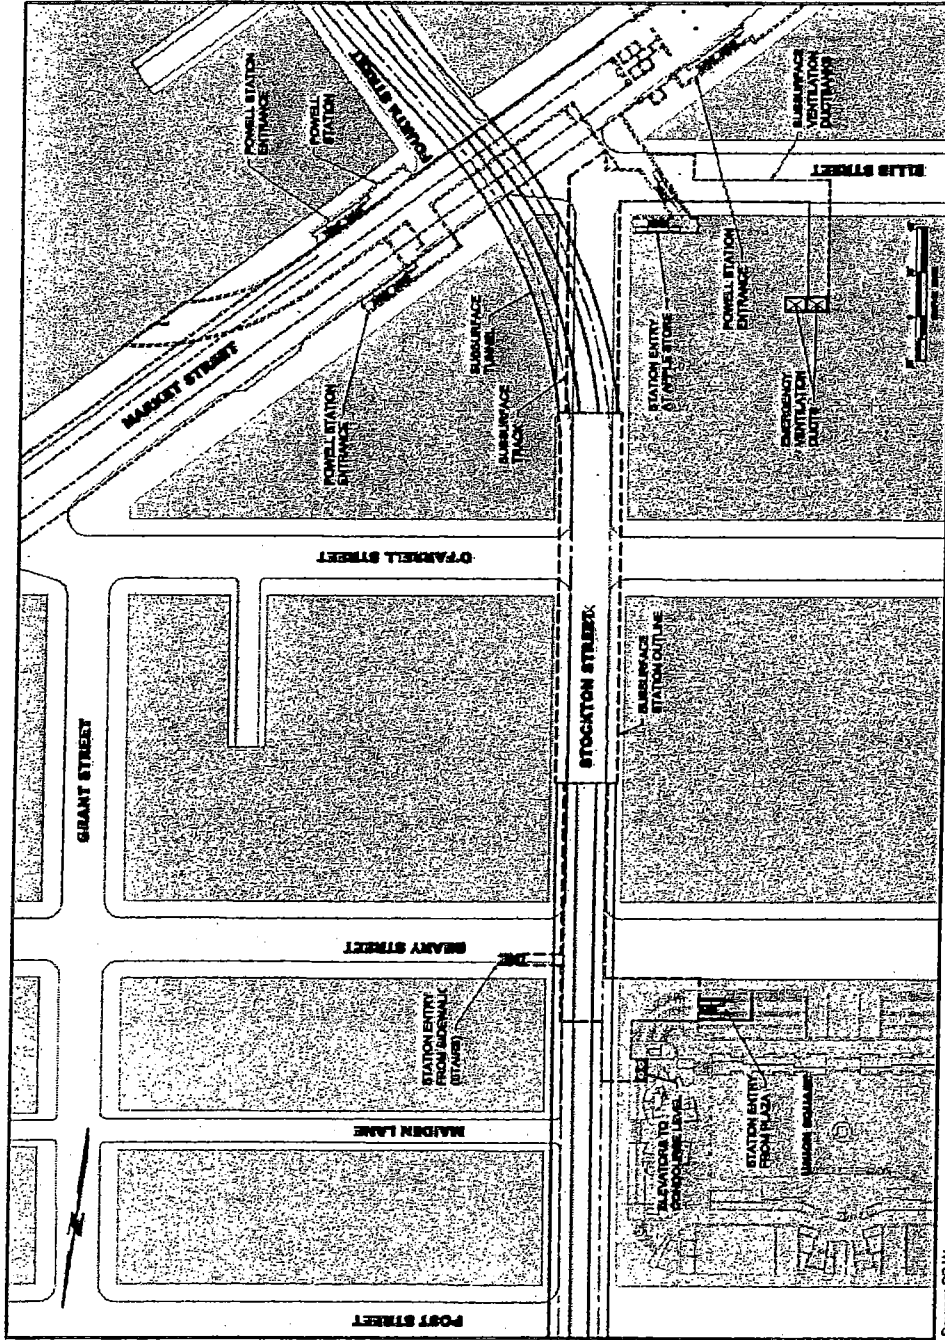 POWELL STATION
ENTRANCE
POWELL
STATION
FOURTH STREET
SUBSURFACE
VENTILATION
DUCTBANKS
ELLIS STREET
MARKET STREET
POWELL STATION
ENTRANCE
SUBSURFACE
TUNNEL
SUBSURFACE
TRACK
STATION ENTRY
AT APPLE STORE
POWELL STATION
ENTRANCE
EMERGENCY
VENTILATION
DUCTS
O'FARRELL STREET
STOCKTON STREET
SUBSURFACE
STATION OUTLINE
GRANT STREET
GEARY STREET
STATION ENTRY
FROM SIDEWALK
(STAIRS)
MAIDEN LANE
ELEVATORS TO
CONCOURSE LEVEL
STATION ENTRY
FROM PLAZA
UNION SQUARE
POST STREET